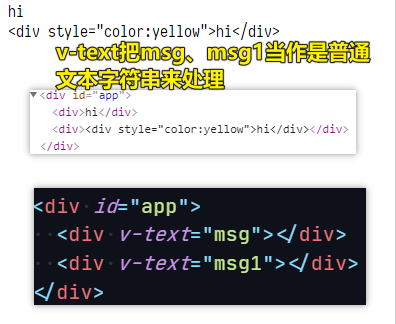 hi
<div style="color:yellow">hi</div>
v-text把msg、msg1当作是普通
文本字符串来处理
▼<div id="app">
<div>hi</div>
<div><div style="color:yellow">hi</div></div>
</div>
<div id="app">
<div v-text="msg"></div>
<div v-text="msg1"></div>
</div>